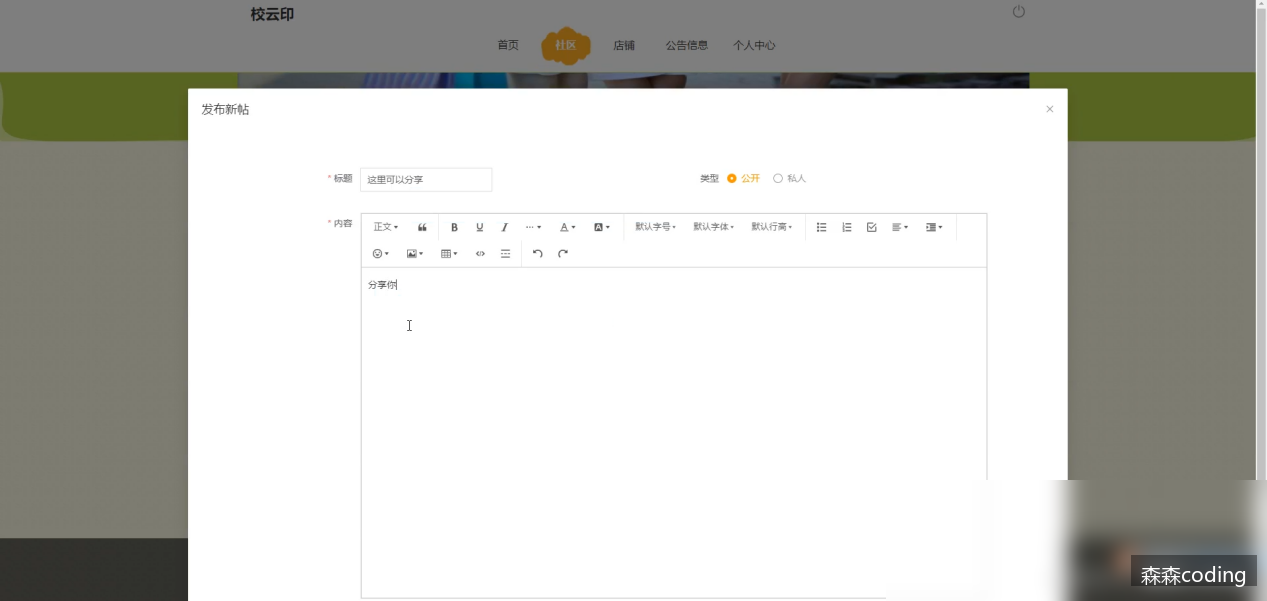 校云印
首页 社区 店铺 公告信息 个人中心
发布新帖 ×
* 标题 这里可以分享 类型 公开 私人
* 内容 正文 B U I ... A A 默认字号 默认字体 默认行高
分享你
森森coding